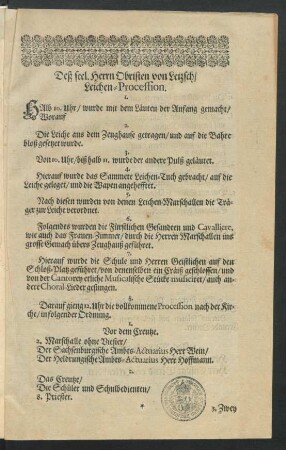 Deß seel. Herrn Obristen von Letzsch/
Leichen-Procession.
1.
HAlb 10. Uhr/ wurde mit dem Läuten der Anfang gemacht/
Worauf
2.
Die Leiche aus dem Zeughause getragen/ und auf die Bahre
bloß gesetzet wurde.
3.
Von 10. Uhr/ biß halb 11. wurde der andere Pulß geläutet.
4.
Hierauf wurde das Sammete Leichen-Tuch gebracht/ auf die
Leiche geleget/ und die Wapen angehefftet.
5.
Nach diesen wurden von denen Leichen-Marschallen die Trä-
ger zur Leiche verordnet.
6.
Folgendes wurden die Fürstlichen Gesandten und Cavalliere,
wie auch das Frauen-Zimmer/ durch die Herren Marschallen ins
grosse Gemach übers Zeughauß geführet.
7.
Hierauf wurde die Schule und Herren Geistlichen auf den
Schloß-Platz geführet/ von denenselben ein Cräyß geschlossen/ und
von der Cantorey etliche Musicalische Stücke musiciret/ auch an-
dere Choral-Lieder gesungen.
8.
Darauf gieng 12. Uhr die vollkommene Procession nach der Kir-
che/ in folgender Ordnung.
1.
Vor dem Creutze.
2. Marschalle ohne
Der Sachsenburgische Ambts-Actuarius Herr Wein/
Der Heldrungische Ambts-Actuarius Herr Hoffmann.
2.
Das Creutze/
Die Schüler und Schulbedienten/
8. Priester.
3. Zwey